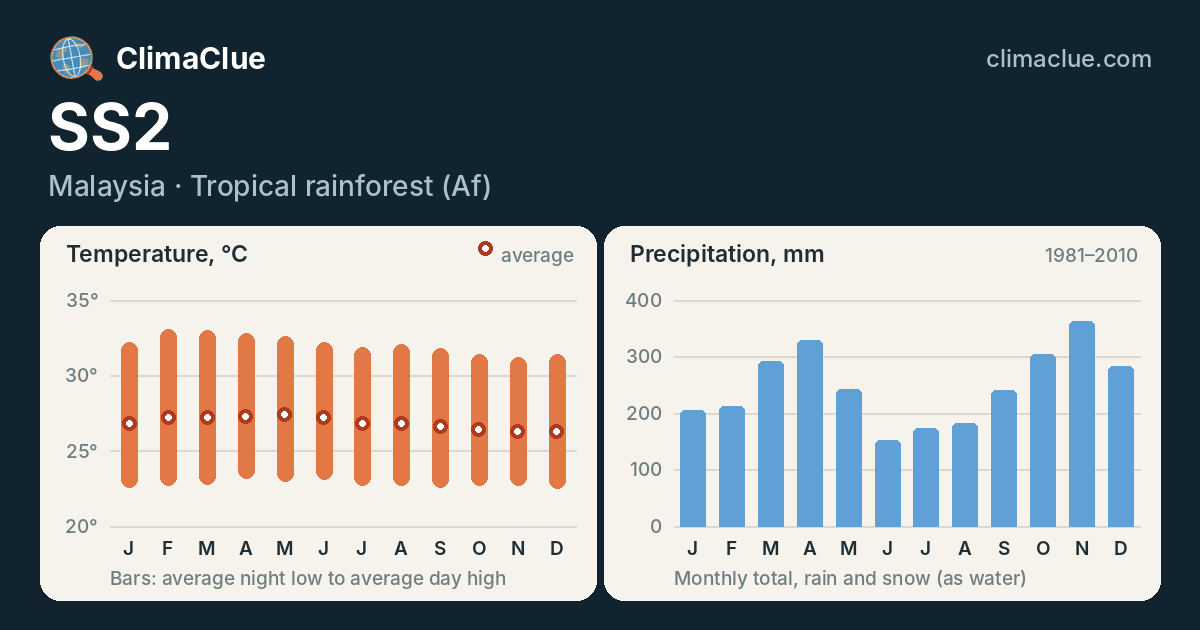 ClimaClue
climaclue.com
SS2
Malaysia · Tropical rainforest (Af)
Temperature, °C
average
35°
30°
25°
20°
J F M A M J J A S O N D
Bars: average night low to average day high
Precipitation, mm
1981–2010
400
300
200
100
0
J F M A M J J A S O N D
Monthly total, rain and snow (as water)